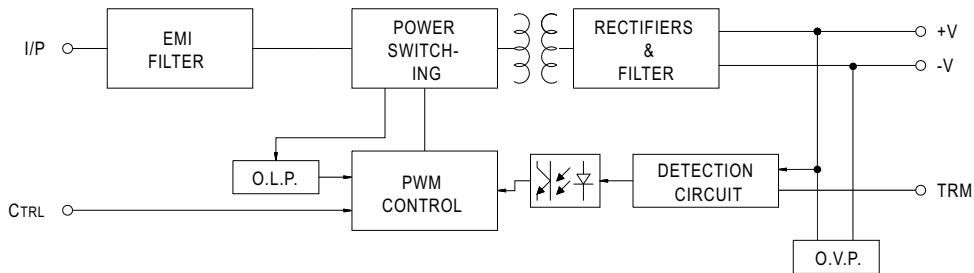 I/P
EMI
FILTER
POWER
SWITCH-
ING
RECTIFIERS
&
FILTER
+V
-V
O.L.P.
PWM
CONTROL
DETECTION
CIRCUIT
TRM
CTRL
O.V.P.